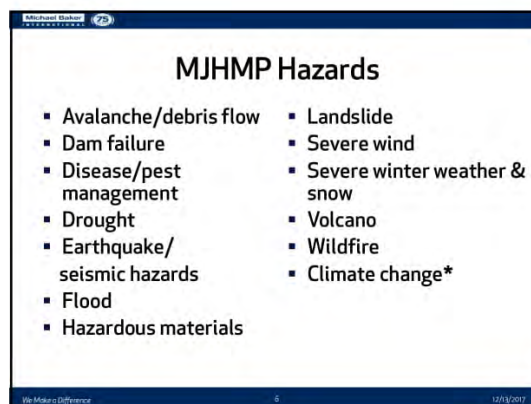 Michael Baker
INTERNATIONAL
75
MJHMP Hazards
▪ Avalanche/debris flow
▪ Dam failure
▪ Disease/pest
management
▪ Drought
▪ Earthquake/
seismic hazards
▪ Flood
▪ Hazardous materials
▪ Landslide
▪ Severe wind
▪ Severe winter weather &
snow
▪ Volcano
▪ Wildfire
▪ Climate change*
We Make a Difference
6
12/13/2017